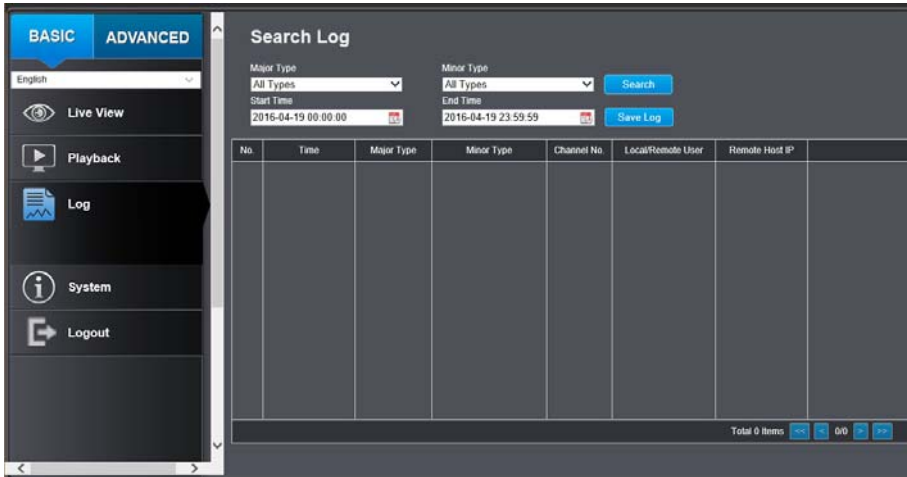 BASIC ADVANCED
English
Live View
Playback
Log
System
Logout
Search Log
Major Type Minor Type
All Types All Types Search
Start Time End Time
2016-04-19 00:00:00 2016-04-19 23:59:59 Save Log
No. Time Major Type Minor Type Channel No. Local/Remote User Remote Host IP
Total 0 Items << < 0/0 > >>